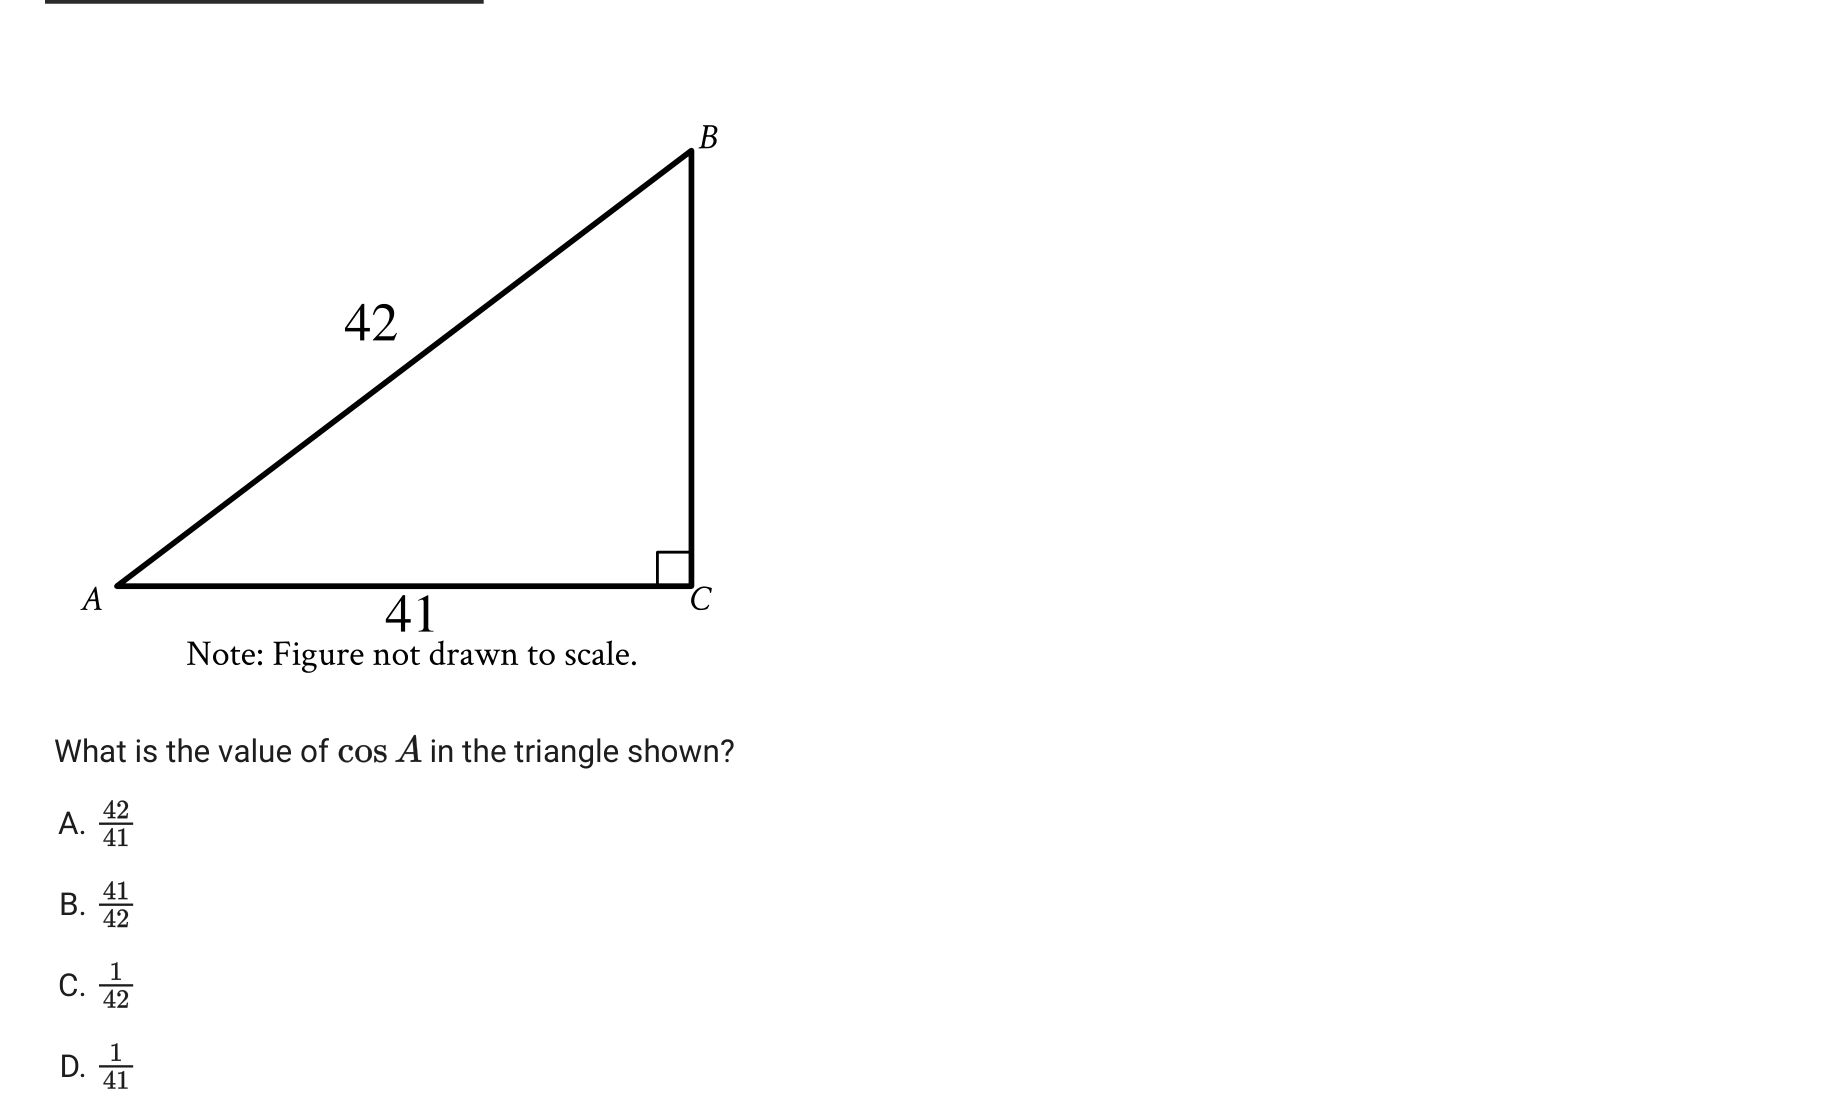 B
42
A
C
41
Note: Figure not drawn to scale.
What is the value of cos A in the triangle shown?
A. 42/41
B. 41/42
C. 1/42
D. 1/41